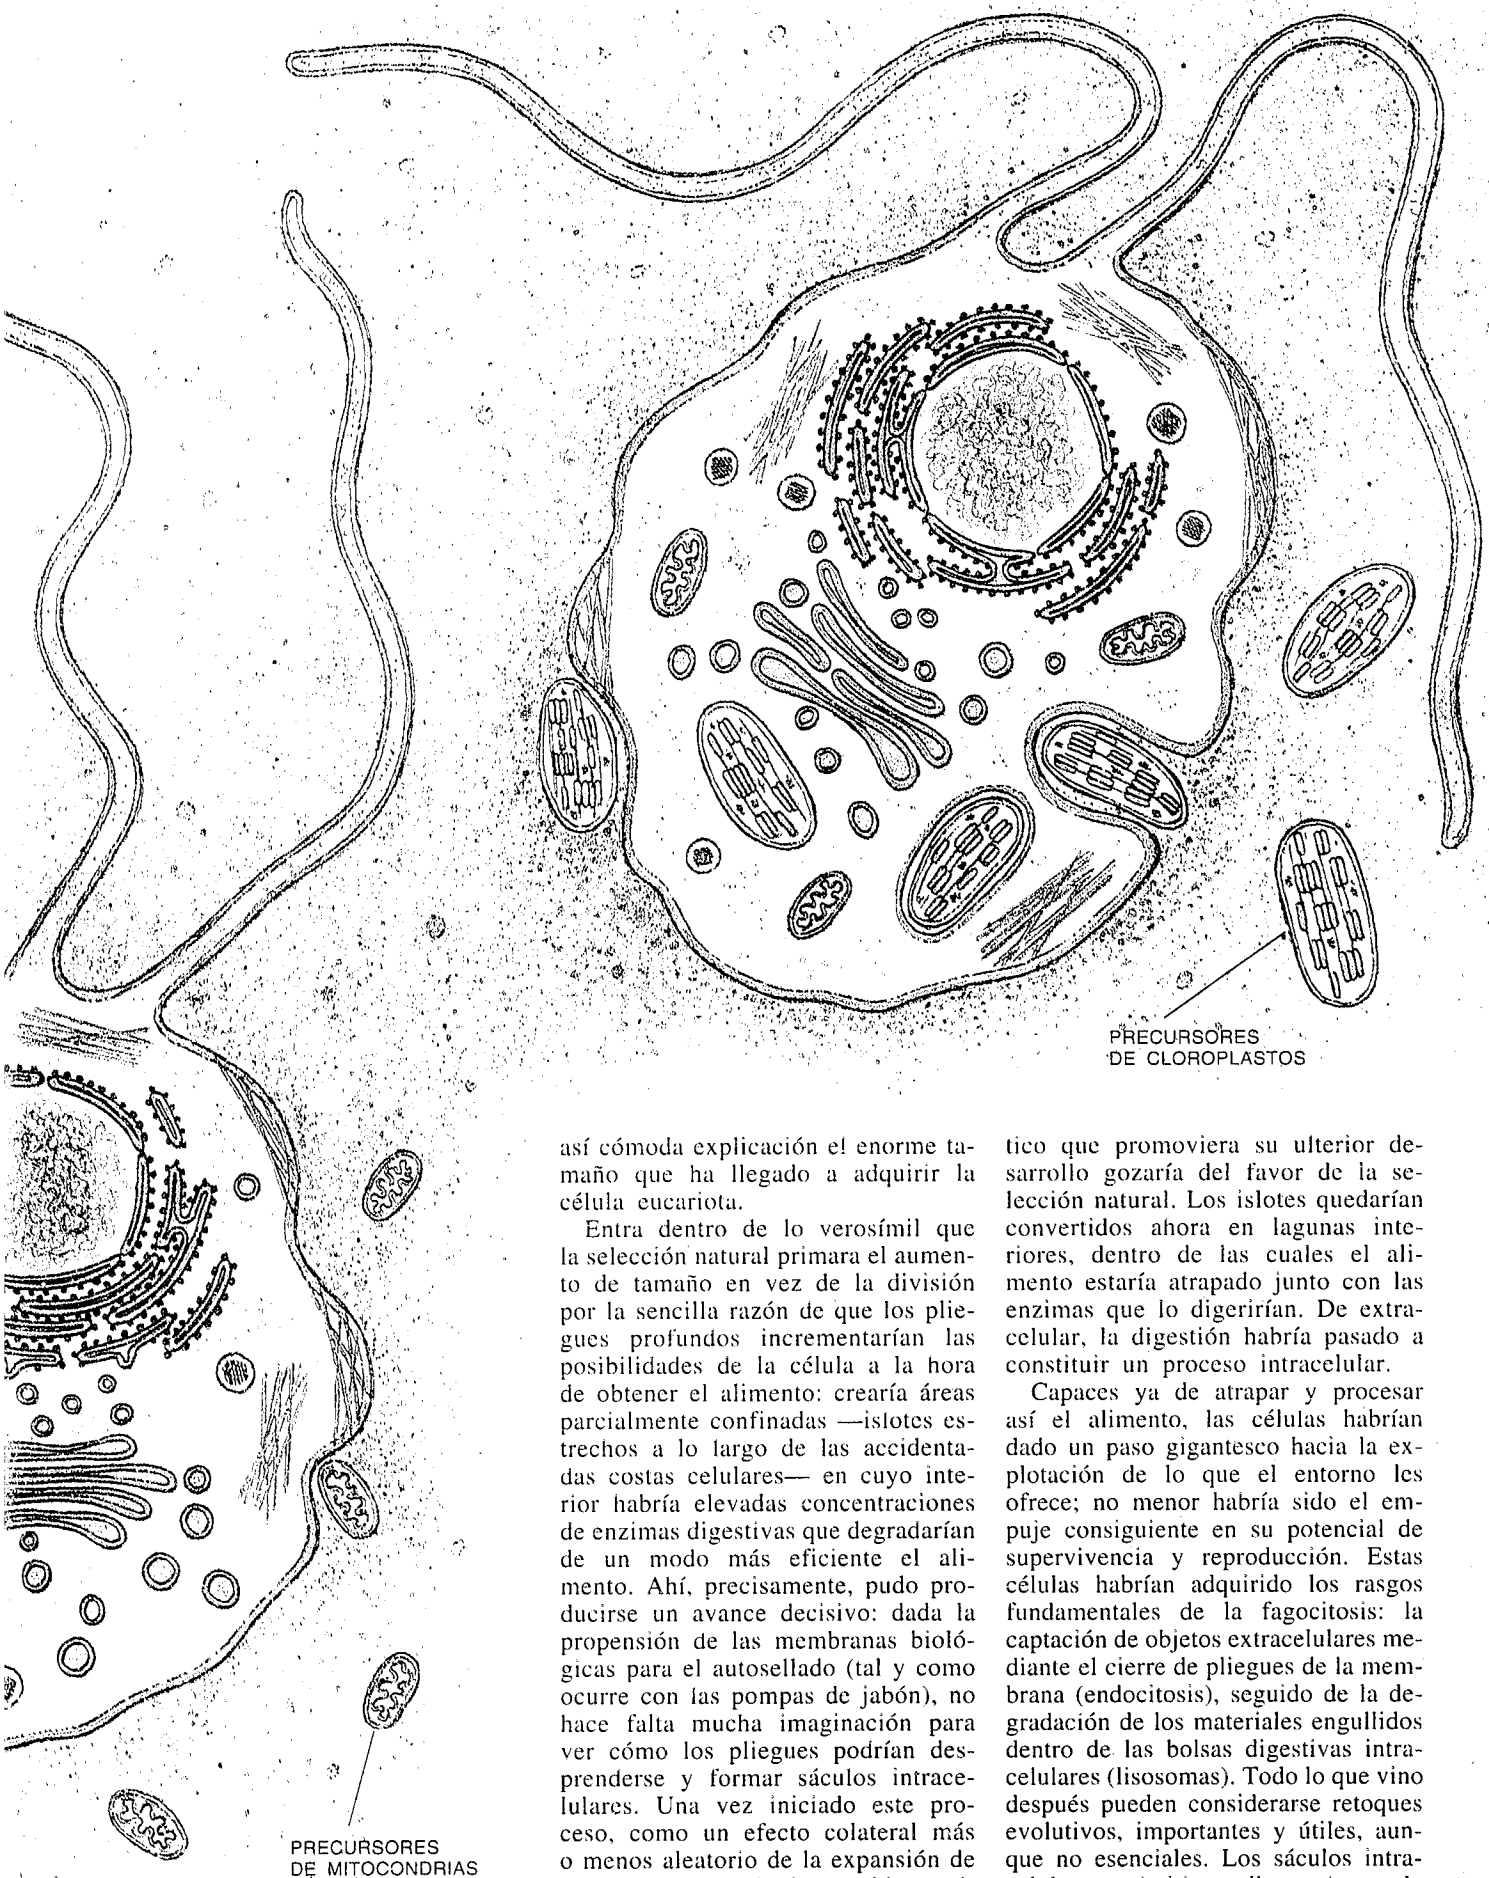 PRECURSORES
DE CLOROPLASTOS
PRECURSORES
DE MITOCONDRIAS
así cómoda explicación el enorme ta-
maño que ha llegado a adquirir la
célula eucariota.
Entra dentro de lo verosímil que
la selección natural primara el aumen-
to de tamaño en vez de la división
por la sencilla razón de que los plie-
gues profundos incrementarían las
posibilidades de la célula a la hora
de obtener el alimento: crearía áreas
parcialmente confinadas —islotes es-
trechos a lo largo de las accidenta-
das costas celulares— en cuyo inte-
rior habría elevadas concentraciones
de enzimas digestivas que degradarían
de un modo más eficiente el ali-
mento. Ahí, precisamente, pudo pro-
ducirse un avance decisivo: dada la
propensión de las membranas bioló-
gicas para el autosellado (tal y como
ocurre con las pompas de jabón), no
hace falta mucha imaginación para
ver cómo los pliegues podrían des-
prenderse y formar sáculos intrace-
lulares. Una vez iniciado este pro-
ceso, como un efecto colateral más
o menos aleatorio de la expansión de
tico que promoviera su ulterior de-
sarrollo gozaría del favor de la se-
lección natural. Los islotes quedarían
convertidos ahora en lagunas inte-
riores, dentro de las cuales el ali-
mento estaría atrapado junto con las
enzimas que lo digerirían. De extra-
celular, la digestión habría pasado a
constituir un proceso intracelular.
Capaces ya de atrapar y procesar
así el alimento, las células habrían
dado un paso gigantesco hacia la ex-
plotación de lo que el entorno les
ofrece; no menor habría sido el em-
puje consiguiente en su potencial de
supervivencia y reproducción. Estas
células habrían adquirido los rasgos
fundamentales de la fagocitosis: la
captación de objetos extracelulares me-
diante el cierre de pliegues de la mem-
brana (endocitosis), seguido de la de-
gradación de los materiales engullidos
dentro de las bolsas digestivas intra-
celulares (lisosomas). Todo lo que vino
después pueden considerarse retoques
evolutivos, importantes y útiles, aun-
que no esenciales. Los sáculos intra-